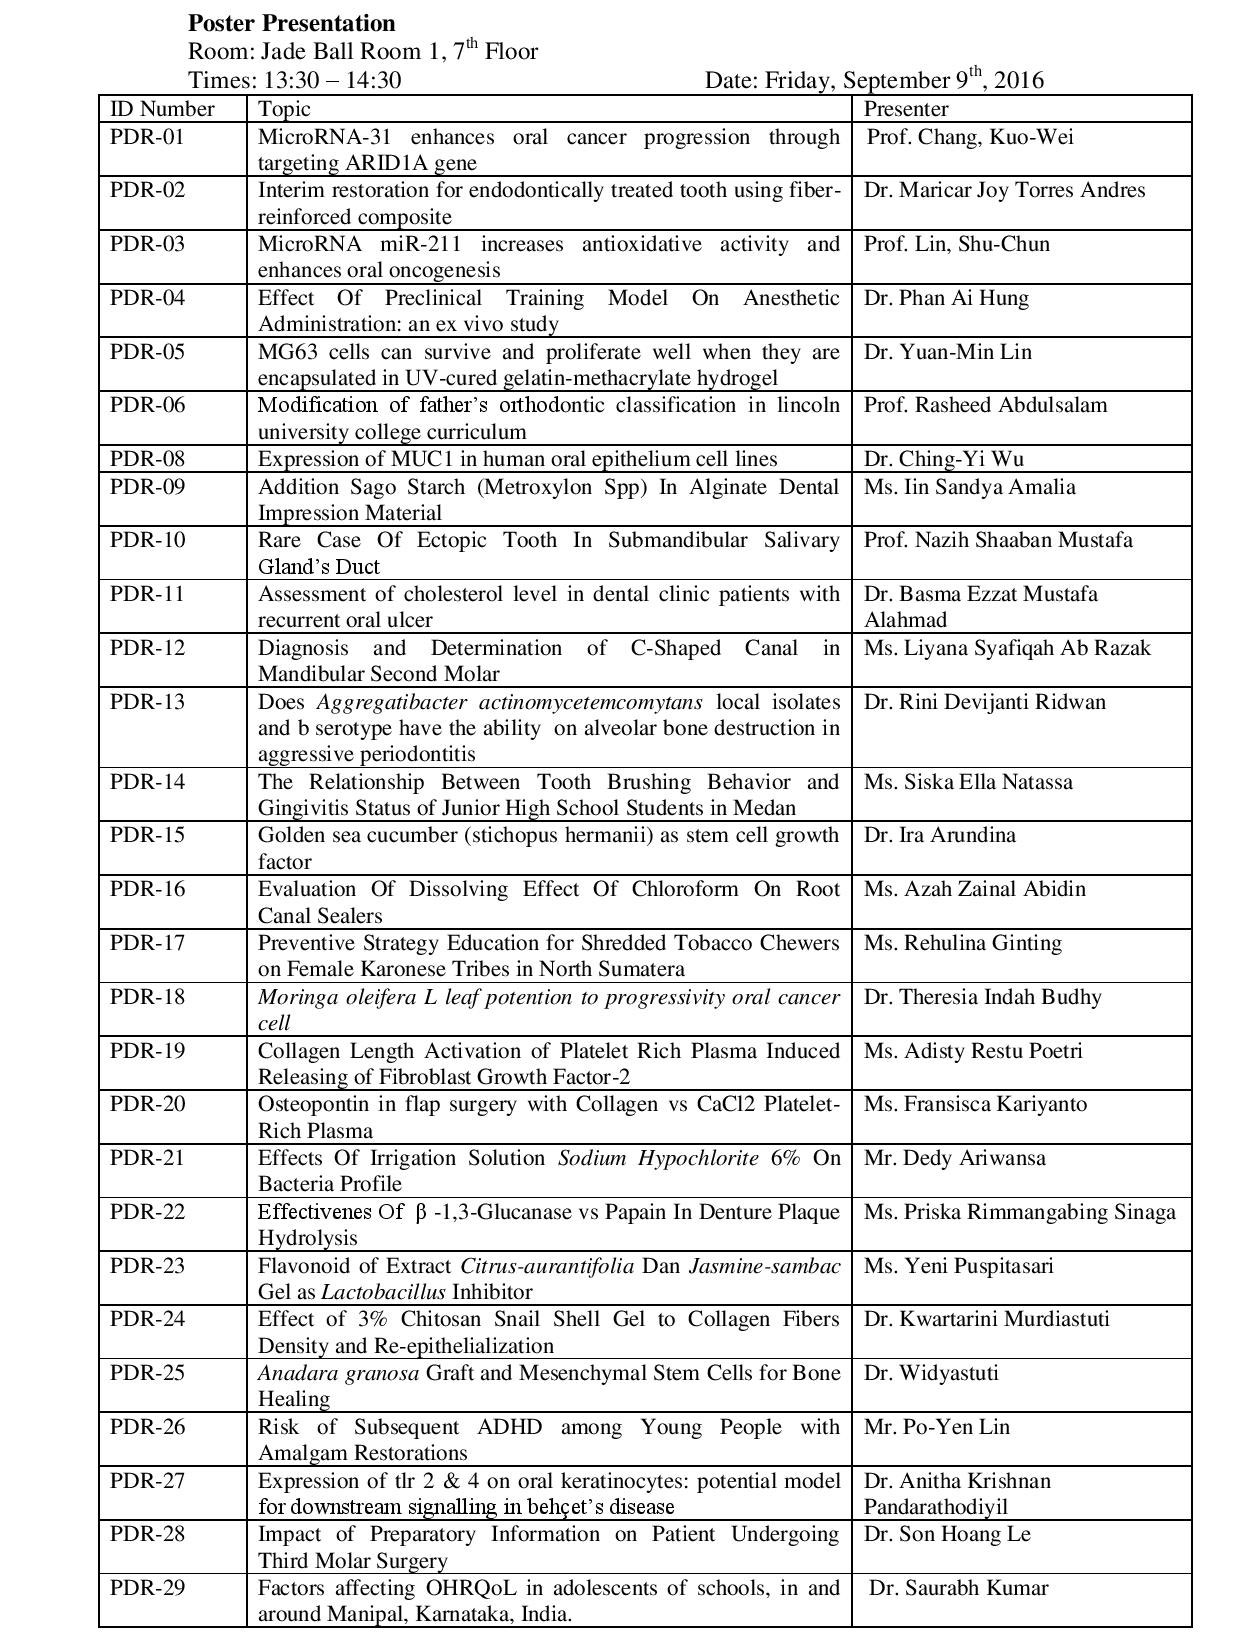 Poster Presentation
Room: Jade Ball Room 1, 7th Floor
Times: 13:30 – 14:30 Date: Friday, September 9th, 2016
ID Number Topic Presenter
PDR-01 MicroRNA-31 enhances oral cancer progression through Prof. Chang, Kuo-Wei
targeting ARID1A gene
PDR-02 Interim restoration for endodontically treated tooth using fiber- Dr. Maricar Joy Torres Andres
reinforced composite
PDR-03 MicroRNA miR-211 increases antioxidative activity and Prof. Lin, Shu-Chun
enhances oral oncogenesis
PDR-04 Effect Of Preclinical Training Model On Anesthetic Dr. Phan Ai Hung
Administration: an ex vivo study
PDR-05 MG63 cells can survive and proliferate well when they are Dr. Yuan-Min Lin
encapsulated in UV-cured gelatin-methacrylate hydrogel
PDR-06 Modification of father’s orthodontic classification in lincoln Prof. Rasheed Abdulsalam
university college curriculum
PDR-08 Expression of MUC1 in human oral epithelium cell lines Dr. Ching-Yi Wu
PDR-09 Addition Sago Starch (Metroxylon Spp) In Alginate Dental Ms. Iin Sandya Amalia
Impression Material
PDR-10 Rare Case Of Ectopic Tooth In Submandibular Salivary Prof. Nazih Shaaban Mustafa
Gland’s Duct
PDR-11 Assessment of cholesterol level in dental clinic patients with Dr. Basma Ezzat Mustafa
recurrent oral ulcer Alahmad
PDR-12 Diagnosis and Determination of C-Shaped Canal in Ms. Liyana Syafiqah Ab Razak
Mandibular Second Molar
PDR-13 Does Aggregatibacter actinomycetemcomytans local isolates Dr. Rini Devijanti Ridwan
and b serotype have the ability on alveolar bone destruction in
aggressive periodontitis
PDR-14 The Relationship Between Tooth Brushing Behavior and Ms. Siska Ella Natassa
Gingivitis Status of Junior High School Students in Medan
PDR-15 Golden sea cucumber (stichopus hermanii) as stem cell growth Dr. Ira Arundina
factor
PDR-16 Evaluation Of Dissolving Effect Of Chloroform On Root Ms. Azah Zainal Abidin
Canal Sealers
PDR-17 Preventive Strategy Education for Shredded Tobacco Chewers Ms. Rehulina Ginting
on Female Karonese Tribes in North Sumatera
PDR-18 Moringa oleifera L leaf potention to progressivity oral cancer Dr. Theresia Indah Budhy
cell
PDR-19 Collagen Length Activation of Platelet Rich Plasma Induced Ms. Adisty Restu Poetri
Releasing of Fibroblast Growth Factor-2
PDR-20 Osteopontin in flap surgery with Collagen vs CaCl2 Platelet- Ms. Fransisca Kariyanto
Rich Plasma
PDR-21 Effects Of Irrigation Solution Sodium Hypochlorite 6% On Mr. Dedy Ariwansa
Bacteria Profile
PDR-22 Effectivenes Of β -1,3-Glucanase vs Papain In Denture Plaque Ms. Priska Rimmangabing Sinaga
Hydrolysis
PDR-23 Flavonoid of Extract Citrus-aurantifolia Dan Jasmine-sambac Ms. Yeni Puspitasari
Gel as Lactobacillus Inhibitor
PDR-24 Effect of 3% Chitosan Snail Shell Gel to Collagen Fibers Dr. Kwartarini Murdiastuti
Density and Re-epithelialization
PDR-25 Anadara granosa Graft and Mesenchymal Stem Cells for Bone Dr. Widyastuti
Healing
PDR-26 Risk of Subsequent ADHD among Young People with Mr. Po-Yen Lin
Amalgam Restorations
PDR-27 Expression of tlr 2 & 4 on oral keratinocytes: potential model Dr. Anitha Krishnan
for downstream signalling in behçet’s disease Pandarathodiyil
PDR-28 Impact of Preparatory Information on Patient Undergoing Dr. Son Hoang Le
Third Molar Surgery
PDR-29 Factors affecting OHRQoL in adolescents of schools, in and Dr. Saurabh Kumar
around Manipal, Karnataka, India.